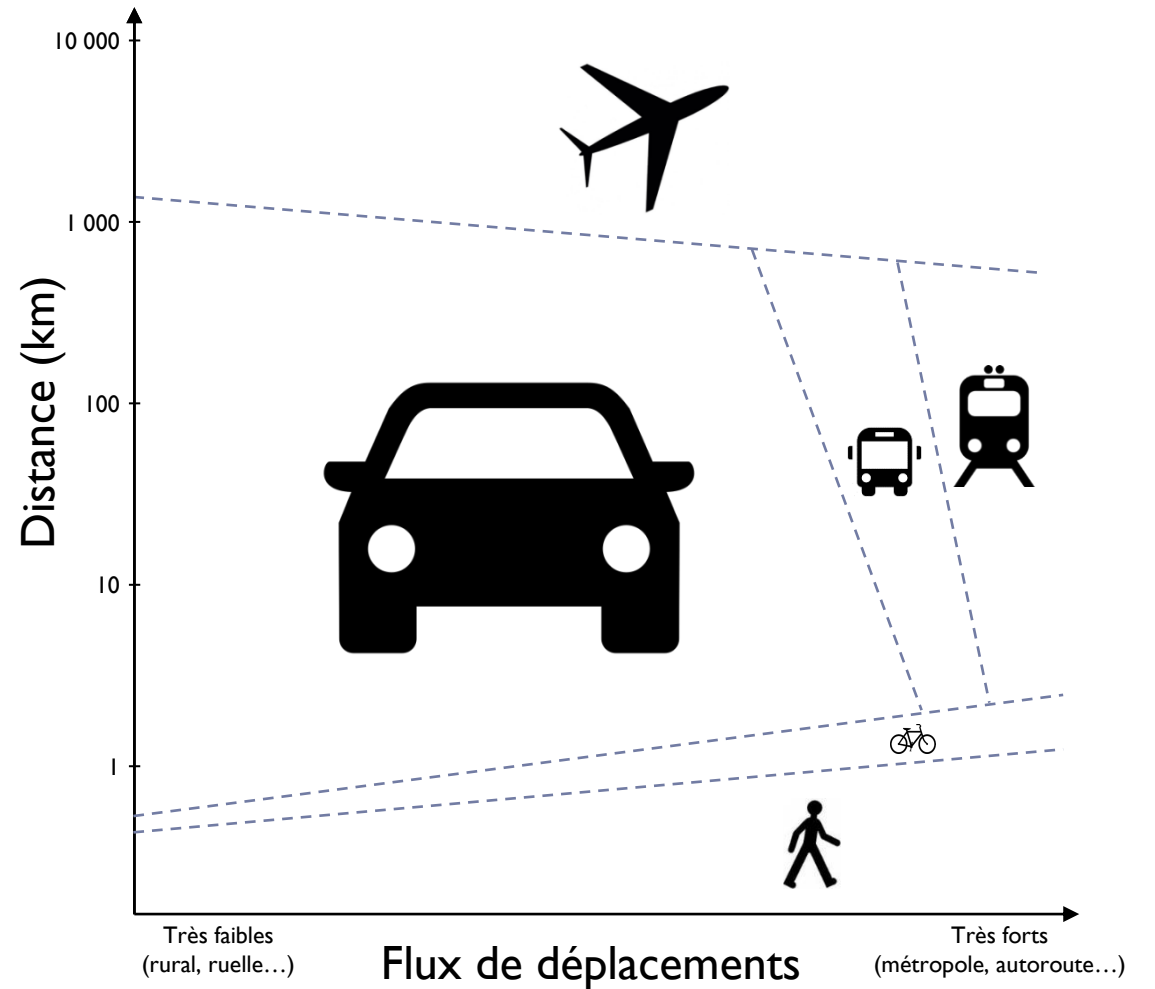 10 000
1 000
100
10
1
Distance (km)
Très faibles
(rural, ruelle…)
Flux de déplacements
Très forts
(métropole, autoroute…)